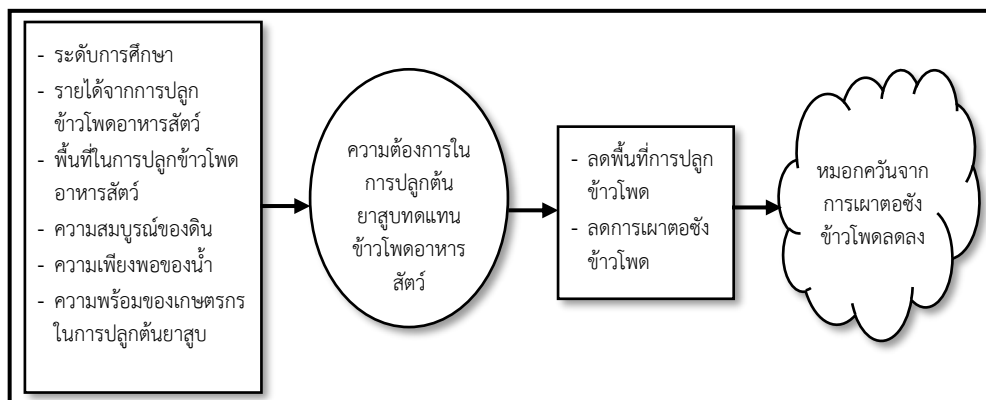 - ระดับการศึกษา
- รายได้จากการปลูก
ข้าวโพดอาหารสัตว์
- พื้นที่ในการปลูกข้าวโพด
อาหารสัตว์
- ความสมบูรณ์ของดิน
- ความเพียงพอของน้ำ
- ความพร้อมของเกษตรกร
ในการปลูกต้นยาสูบ
ความต้องการใน
การปลูกต้น
ยาสูบทดแทน
ข้าวโพดอาหาร
สัตว์
- ลดพื้นที่การปลูก
ข้าวโพด
- ลดการเผาตอซัง
ข้าวโพด
หมอกควันจาก
การเผาตอซัง
ข้าวโพดลดลง